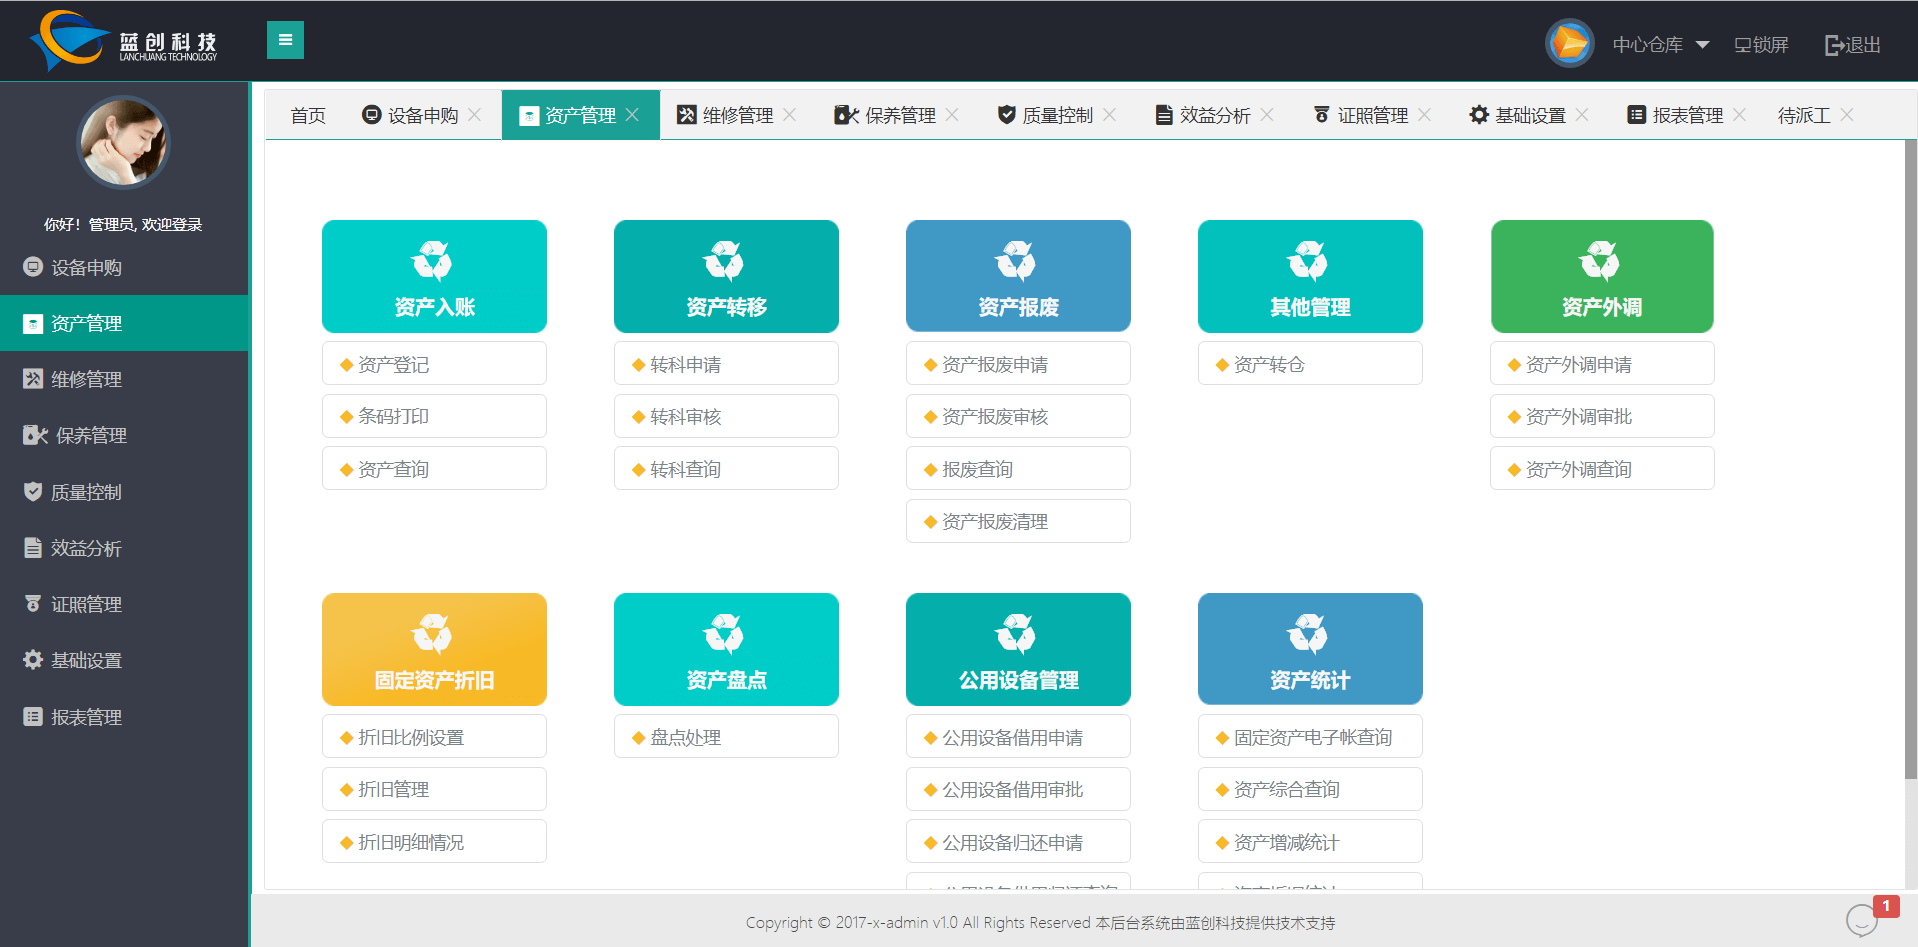 蓝创科技
LANCHUANG TECHNOLOGY
中心仓库
锁屏
退出
你好！管理员, 欢迎登录
设备申购
资产管理
维修管理
保养管理
质量控制
效益分析
证照管理
基础设置
报表管理
首页
设备申购
资产管理
维修管理
保养管理
质量控制
效益分析
证照管理
基础设置
报表管理
待派工
资产入账
资产登记
条码打印
资产查询
资产转移
转科申请
转科审核
转科查询
资产报废
资产报废申请
资产报废审核
报废查询
资产报废清理
其他管理
资产转仓
资产外调
资产外调申请
资产外调审批
资产外调查询
固定资产折旧
折旧比例设置
折旧管理
折旧明细情况
资产盘点
盘点处理
公用设备管理
公用设备借用申请
公用设备借用审批
公用设备归还申请
资产统计
固定资产电子帐查询
资产综合查询
资产增减统计
Copyright © 2017-x-admin v1.0 All Rights Reserved 本后台系统由蓝创科技提供技术支持
1